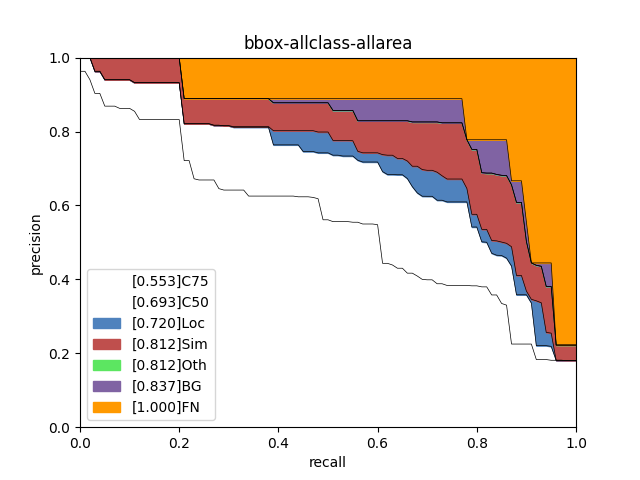 bbox-allclass-allarea
1.0
0.8
0.6
0.4
0.2
0.0
precision
[0.553]C75
[0.693]C50
[0.720]Loc
[0.812]Sim
[0.812]Oth
[0.837]BG
[1.000]FN
0.0 0.2 0.4 0.6 0.8 1.0
recall